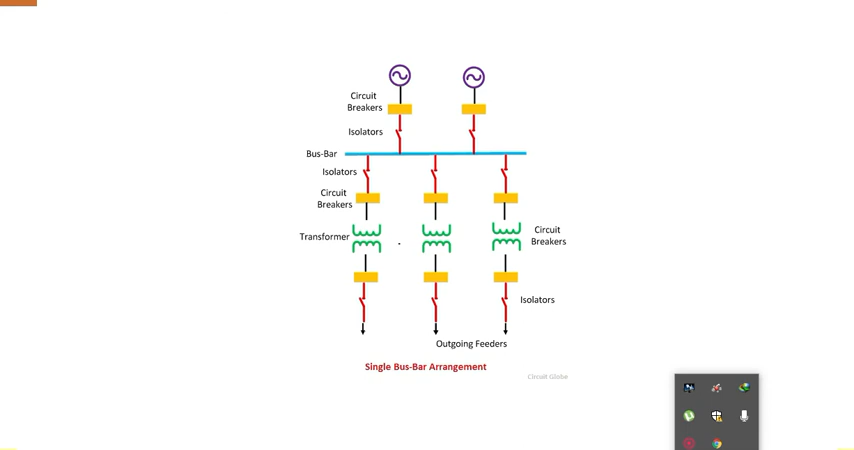 Circuit
Breakers
Isolators
Bus-Bar
Isolators
Circuit
Breakers
Transformer
Circuit
Breakers
Isolators
Outgoing Feeders
Single Bus-Bar Arrangement
Circuit Globe